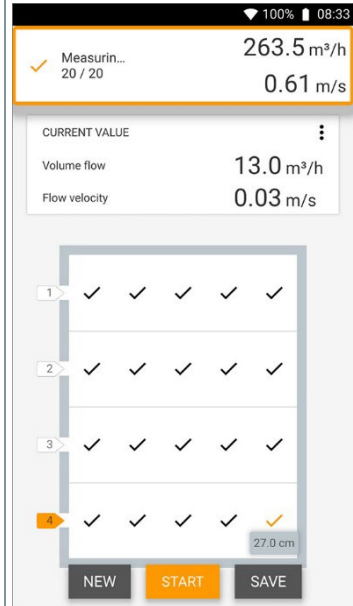 100% 08:33
Measurin... 263.5 m³/h
20 / 20 0.61 m/s
CURRENT VALUE
Volume flow 13.0 m³/h
Flow velocity 0.03 m/s
1
2
3
4
27.0 cm
NEW START SAVE